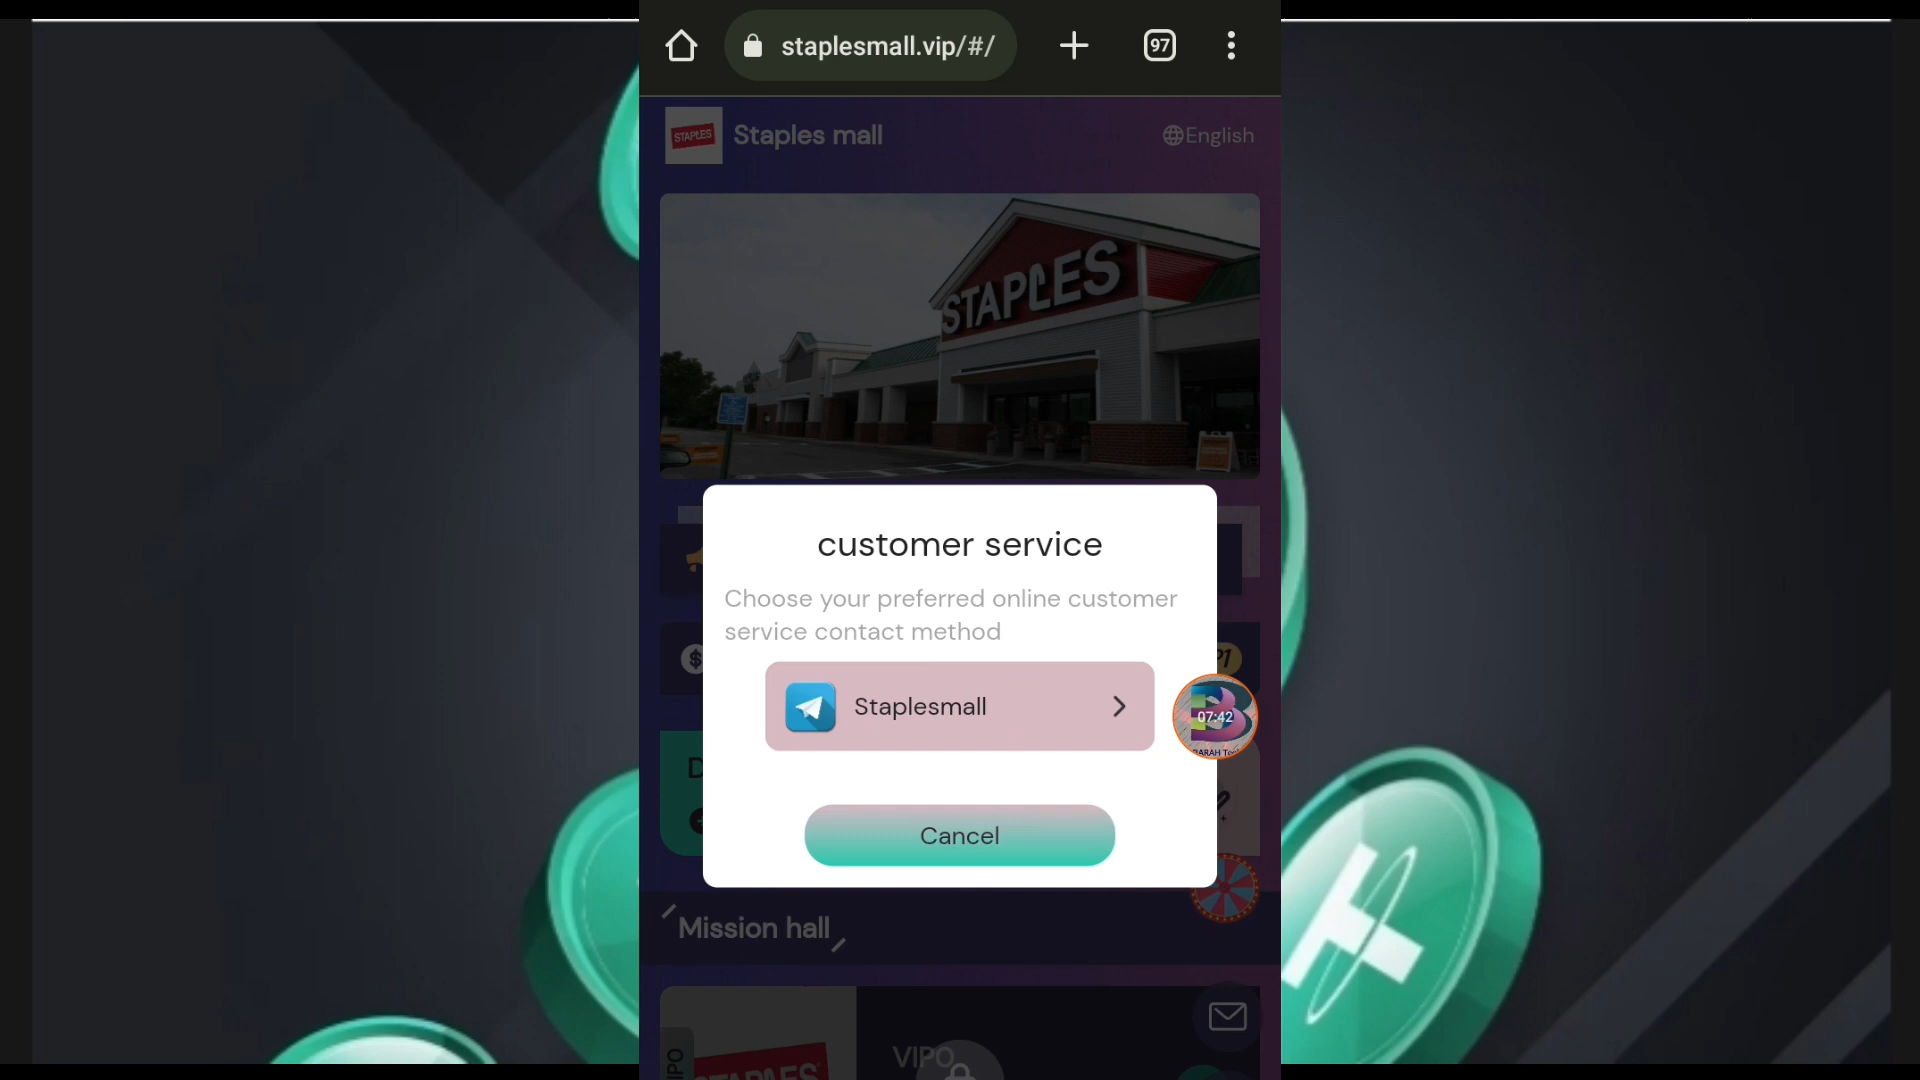 staplesmall.vip/#/
97
STAPLES
Staples mall
English
STAPLES
customer service
Choose your preferred online customer
service contact method
Staplesmall
07:42
Cancel
Mission hall
VIP0
STAPLES